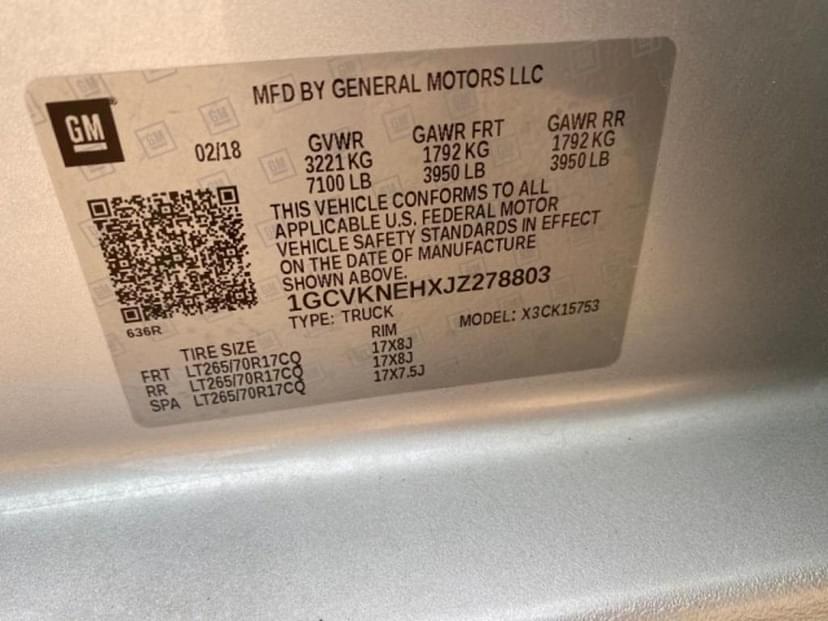 MFD BY GENERAL MOTORS LLC
GM
02/18
GVWR GAWR FRT GAWR RR
3221 KG 1792 KG 1792 KG
7100 LB 3950 LB 3950 LB
THIS VEHICLE CONFORMS TO ALL
APPLICABLE U.S. FEDERAL MOTOR
VEHICLE SAFETY STANDARDS IN EFFECT
ON THE DATE OF MANUFACTURE
SHOWN ABOVE.
1GCVKNEHXJZ278803
TYPE: TRUCK MODEL: X3CK15753
636R
TIRE SIZE RIM
FRT LT265/70R17CQ 17X8J
RR LT265/70R17CQ 17X8J
SPA LT265/70R17CQ 17X7.5J